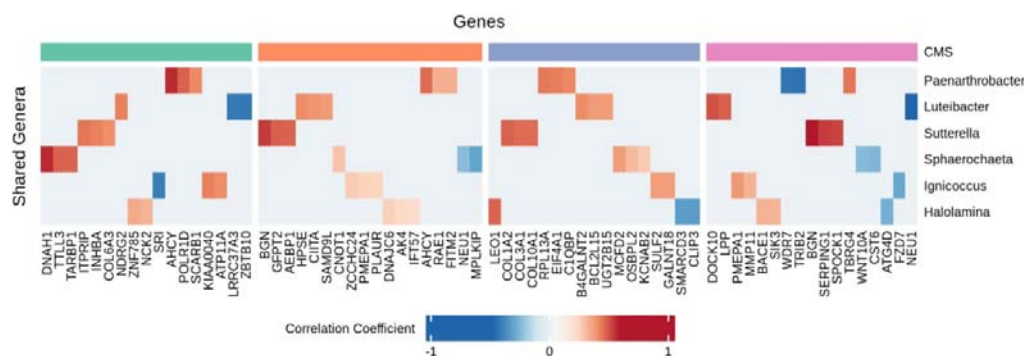 Genes
CMS
Shared Genera
Paenarthrobacter
Luteibacter
Sutterella
Sphaerochaeta
Ignicoccus
Halolamina
DNAH1
TTLL3
TARBP1
LITPRIP
INHBA
COL6A3
NDRG2
ZNF785
NCK2
SRI
AHCY
POLR1D
SCARB1
KIAA0040
ATP11A
LRRC37A3
ZBTB10
BGN
GFPT2
AEBP1
HPSE
CIITA
SAMD9L
CNOT1
ZCCHC24
PMEPA1
PLAUR
DNAJC6
AK4
IFT57
AHCY
RAE1
FITM2
NEU1
MPLKIP
LEO1
COL1A2
COL3A1
COL10A1
RPL13A
EIF4A1
C1QBP
B4GALNT2
BCL2L15
UGT2B15
MCFD2
OSBPL2
KCNAB2
SULF2
GALNT18
SMARCD3
CLIP3
DOCK10
LPP
PMEPA1
MMP11
BACE1
SIK3
WDR7
TRIB2
BGN
SERPING1
SPOCK1
TBRG4
WNT10A
CST6
ATG4D
FZD7
NEU1
Correlation Coefficient
-1 0 1